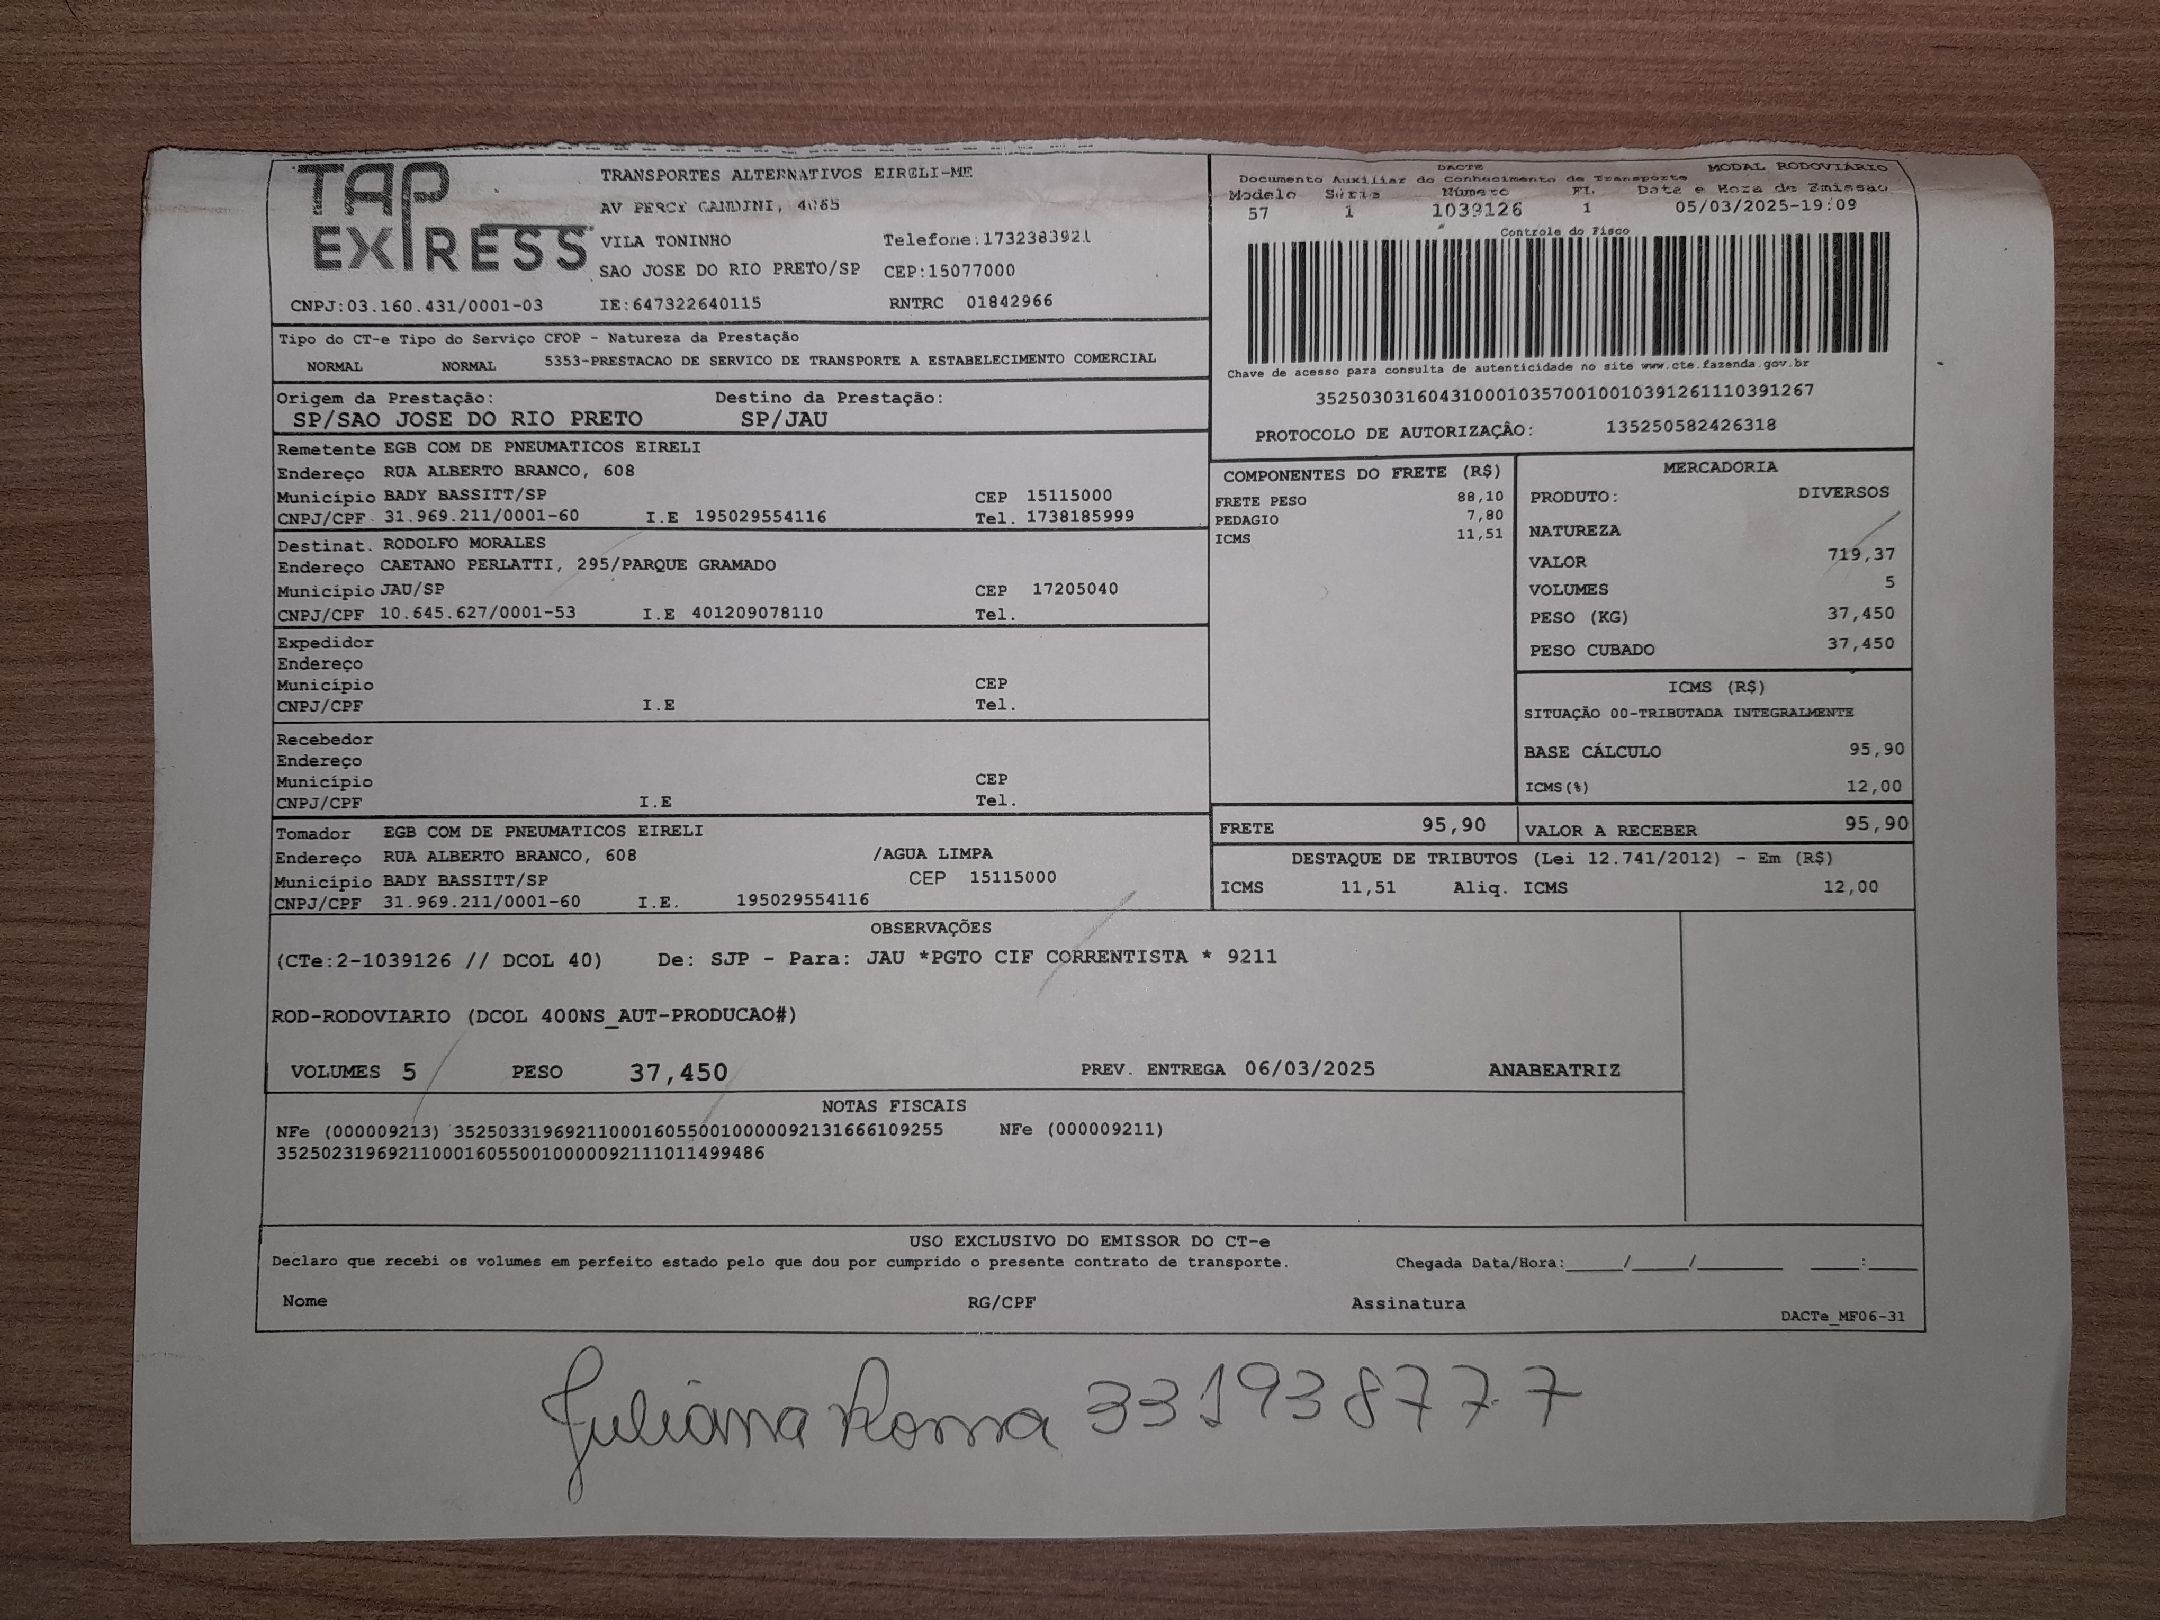 TAP EXPRESS
TRANSPORTES ALTERNATIVOS EIRELI-ME
AV PERCY GANDINI, 4085
VILA TONINHO Telefone:1732383921
SAO JOSE DO RIO PRETO/SP CEP:15077000
CNPJ:03.160.431/0001-03 IE:647322640115 RNTRC 01842966
DACTE MODAL RODOVIÁRIO
Documento Auxiliar do Conhecimento de Transporte
Modelo Série Número Fl. Data e Hora de Emissao
57 1 1039126 1 05/03/2025-19:09
Controle do Fisco
Chave de acesso para consulta de autenticidade no site www.cte.fazenda.gov.br
35250303160431000103570010010391261110391267
PROTOCOLO DE AUTORIZAÇÂO: 135250582426318
Tipo do CT-e Tipo do Serviço CFOP - Natureza da Prestação
NORMAL NORMAL 5353-PRESTACAO DE SERVICO DE TRANSPORTE A ESTABELECIMENTO COMERCIAL
Origem da Prestação: Destino da Prestação:
SP/SAO JOSE DO RIO PRETO SP/JAU
Remetente EGB COM DE PNEUMATICOS EIRELI
Endereço RUA ALBERTO BRANCO, 608
Município BADY BASSITT/SP CEP 15115000
CNPJ/CPF 31.969.211/0001-60 I.E 195029554116 Tel. 1738185999
Destinat. RODOLFO MORALES
Endereço CAETANO PERLATTI, 295/PARQUE GRAMADO
Município JAU/SP CEP 17205040
CNPJ/CPF 10.645.627/0001-53 I.E 401209078110 Tel.
Expedidor
Endereço
Município CEP
CNPJ/CPF I.E Tel.
Recebedor
Endereço
Município CEP
CNPJ/CPF I.E Tel.
Tomador EGB COM DE PNEUMATICOS EIRELI
Endereço RUA ALBERTO BRANCO, 608 /AGUA LIMPA
Município BADY BASSITT/SP CEP 15115000
CNPJ/CPF 31.969.211/0001-60 I.E. 195029554116
COMPONENTES DO FRETE (R$)
FRETE PESO 88,10
PEDAGIO 7,80
ICMS 11,51
MERCADORIA
PRODUTO: DIVERSOS
NATUREZA
VALOR 719,37
VOLUMES 5
PESO (KG) 37,450
PESO CUBADO 37,450
ICMS (R$)
SITUAÇÃO 00-TRIBUTADA INTEGRALMENTE
BASE CÁLCULO 95,90
ICMS(%) 12,00
FRETE 95,90 VALOR A RECEBER 95,90
DESTAQUE DE TRIBUTOS (Lei 12.741/2012) - Em (R$)
ICMS 11,51 Aliq. ICMS 12,00
OBSERVAÇÕES
(CTe:2-1039126 // DCOL 40) De: SJP - Para: JAU *PGTO CIF CORRENTISTA * 9211
ROD-RODOVIARIO (DCOL 400NS_AUT-PRODUCAO#)
VOLUMES 5 PESO 37,450 PREV. ENTREGA 06/03/2025 ANABEATRIZ
NOTAS FISCAIS
NFe (000009213) 35250331969211000160550010000092131666109255 NFe (000009211)
35250231969211000160550010000092111011499486
USO EXCLUSIVO DO EMISSOR DO CT-e
Declaro que recebi os volumes em perfeito estado pelo que dou por cumprido o presente contrato de transporte. Chegada Data/Hora:_____/_____/_______ ____:____
Nome RG/CPF Assinatura
DACTe_MF06-31
Juliana Roma 331938777